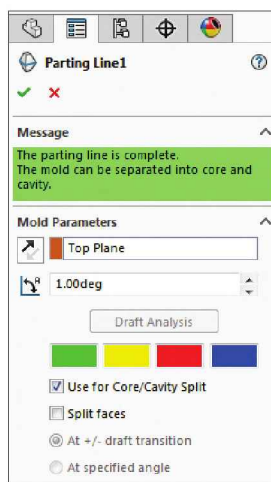 Parting Line1
Message
The parting line is complete.
The mold can be separated into core and
cavity.
Mold Parameters
Top Plane
1.00deg
Draft Analysis
Use for Core/Cavity Split
Split faces
At +/- draft transition
At specified angle